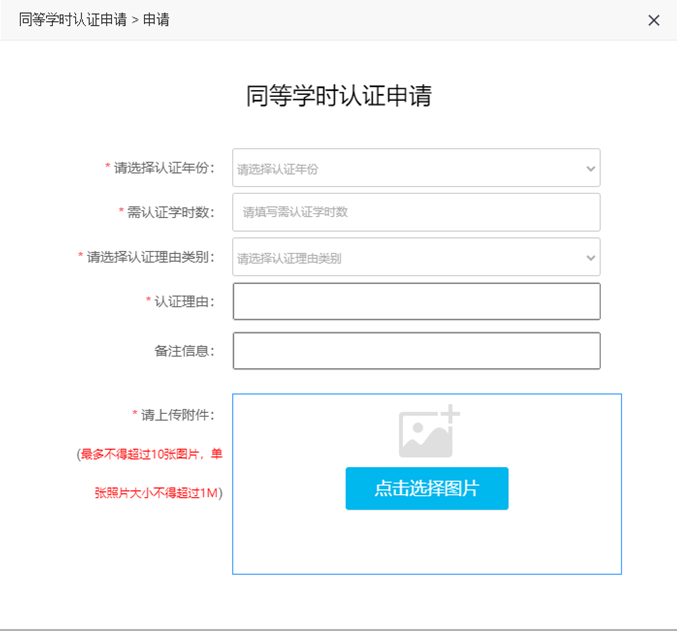 同等学时认证申请 > 申请
同等学时认证申请
* 请选择认证年份： 请选择认证年份
* 需认证学时数： 请填写需认证学时数
* 请选择认证理由类别： 请选择认证理由类别
* 认证理由：
备注信息：
* 请上传附件：
(最多不得超过10张图片，单
张照片大小不得超过1M)
点击选择图片